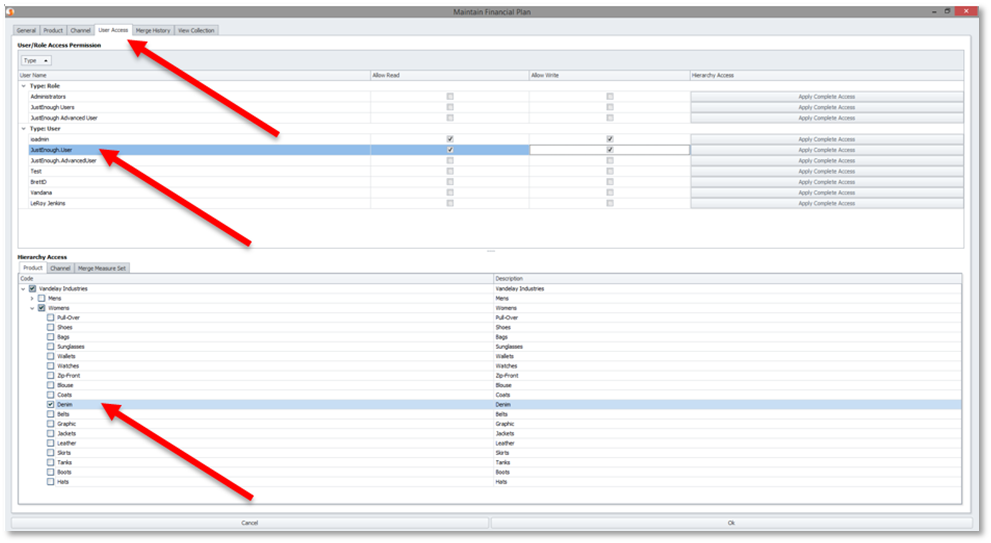 Maintain Financial Plan
General Product Channel User Access Merge History View Collection
User/Role Access Permission
Type
User Name Allow Read Allow Write Hierarchy Access
Type: Role
Administrators Apply Complete Access
JustEnough Users Apply Complete Access
JustEnough Advanced User Apply Complete Access
Type: User
ioadmin Apply Complete Access
JustEnough.User Apply Complete Access
JustEnough.AdvancedUser Apply Complete Access
Test Apply Complete Access
BrettD Apply Complete Access
Vandana Apply Complete Access
LeRoy Jenkins Apply Complete Access
Hierarchy Access
Product Channel Merge Measure Set
Code Description
Vandelay Industries Vandelay Industries
Mens Mens
Womens Womens
Pull-Over Pull-Over
Shoes Shoes
Bags Bags
Sunglasses Sunglasses
Wallets Wallets
Watches Watches
Zip-Front Zip-Front
Blouse Blouse
Coats Coats
Denim Denim
Belts Belts
Graphic Graphic
Jackets Jackets
Leather Leather
Skirts Skirts
Tanks Tanks
Boots Boots
Hats Hats
Cancel Ok